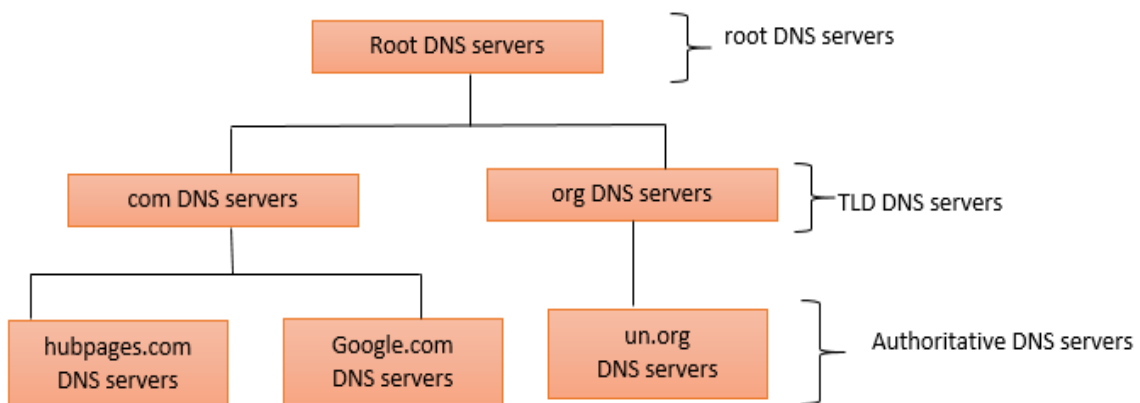 Root DNS servers
root DNS servers
com DNS servers
org DNS servers
TLD DNS servers
hubpages.com
DNS servers
Google.com
DNS servers
un.org
DNS servers
Authoritative DNS servers